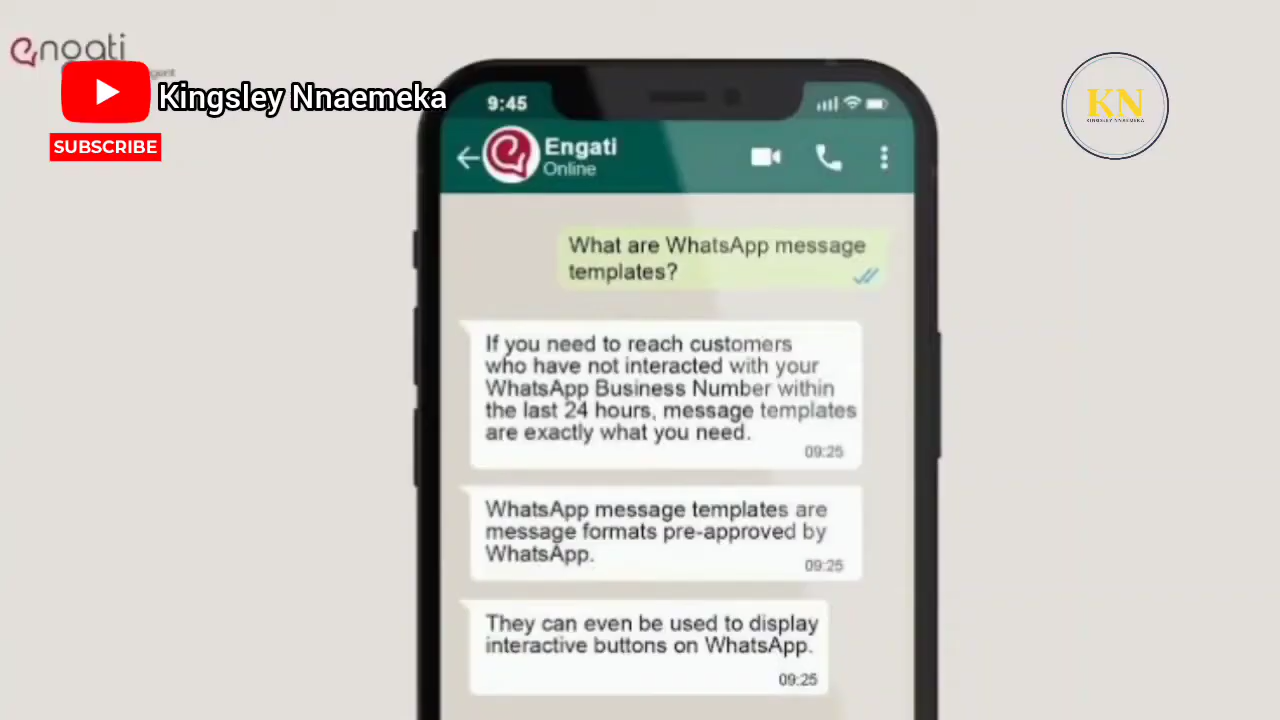 engati
Kingsley Nnaemeka
SUBSCRIBE
KN
KINGSLEY NNAEMEKA
9:45
Engati
Online
What are WhatsApp message
templates?
If you need to reach customers
who have not interacted with your
WhatsApp Business Number within
the last 24 hours, message templates
are exactly what you need.
09:25
WhatsApp message templates are
message formats pre-approved by
WhatsApp.
09:25
They can even be used to display
interactive buttons on WhatsApp.
09:25